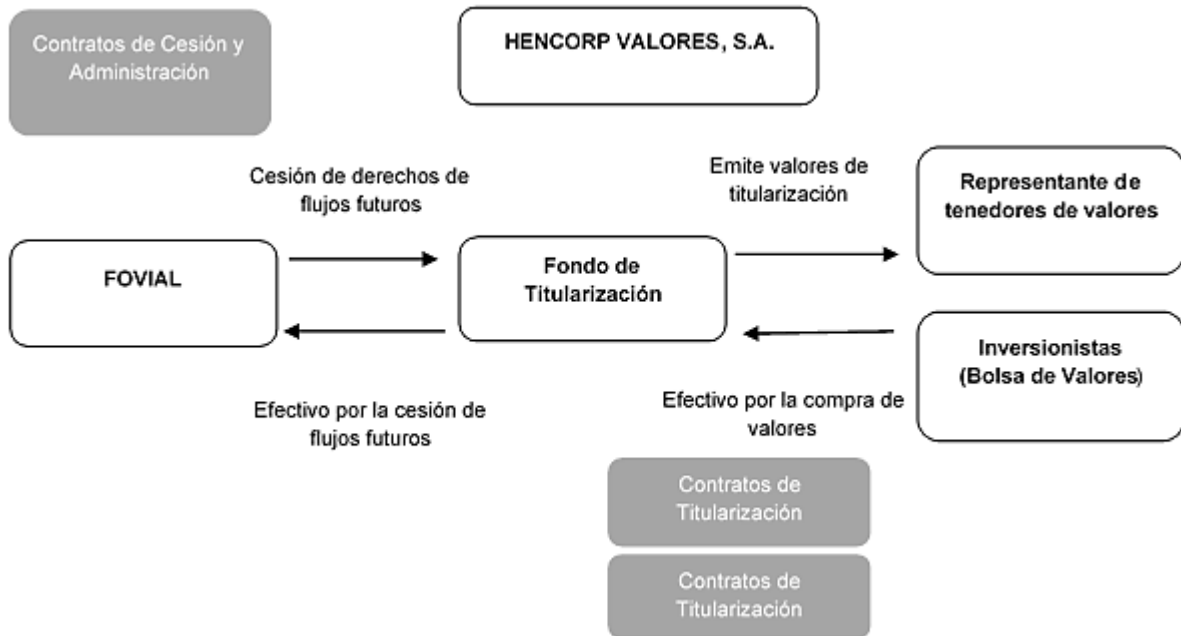 Contratos de Cesión y
Administración
HENCORP VALORES, S.A.
Cesión de derechos de
flujos futuros
Emite valores de
titularización
Representante de
tenedores de valores
FOVIAL
Fondo de
Titularización
Inversionistas
(Bolsa de Valores)
Efectivo por la cesión de
flujos futuros
Efectivo por la compra de
valores
Contratos de
Titularización
Contratos de
Titularización